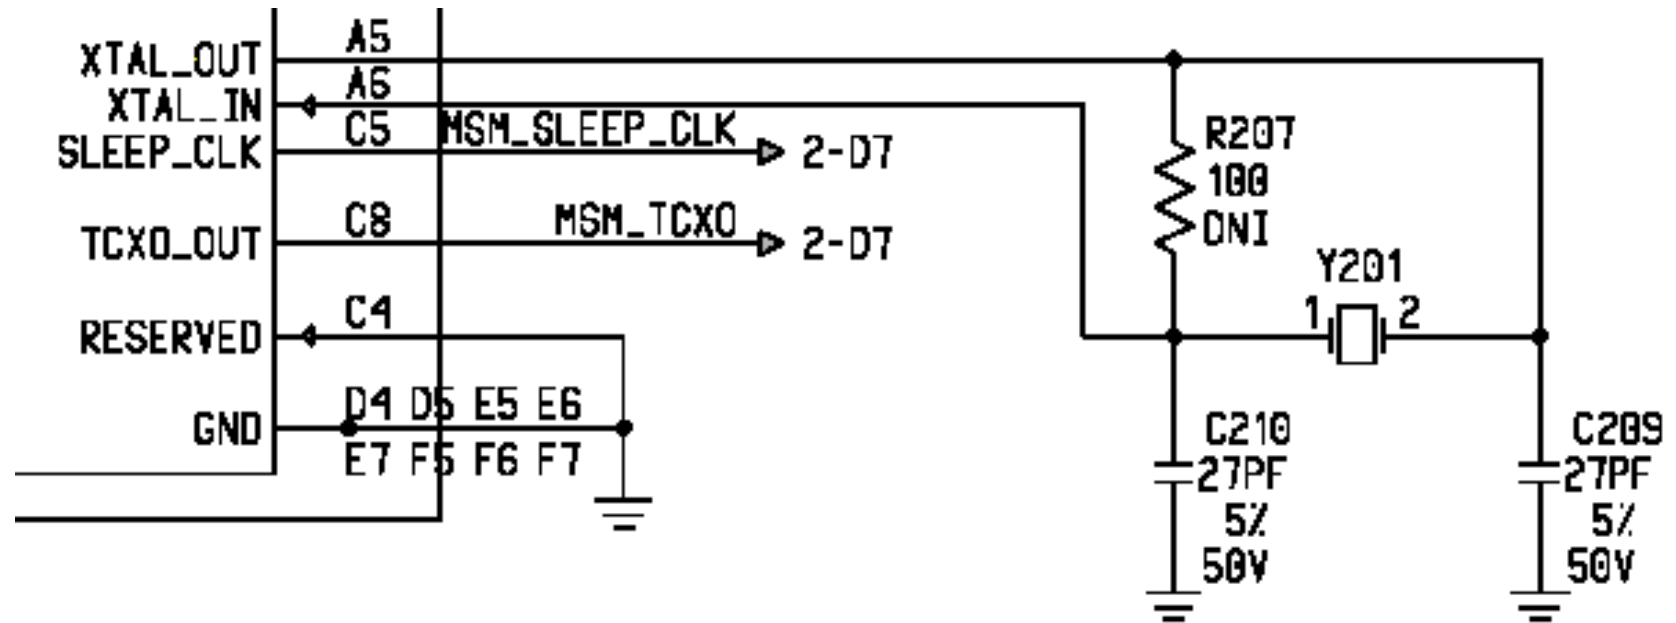 XTAL_OUT A5
XTAL_IN A6
SLEEP_CLK C5 MSM_SLEEP_CLK 2-D7
TCXO_OUT C8 MSM_TCXO 2-D7
RESERVED C4
GND D4 D5 E5 E6
E7 F5 F6 F7
R207
100
DNI
Y201
1 2
C210
27PF
5%
50V
C209
27PF
5%
50V